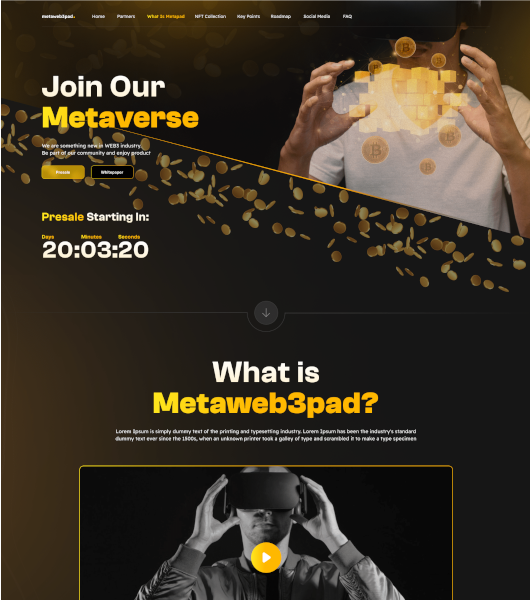 metaweb3pad.
Home Partners What Is Metapad NFT Collection Key Points Roadmap Social Media FAQ
Join Our
Metaverse
We are something new in WEB3 industry.
Be part of our community and enjoy product
Presale Whitepaper
Presale Starting In:
Days Minutes Seconds
20:03:20
What is
Metaweb3pad?
Lorem Ipsum is simply dummy text of the printing and typesetting industry. Lorem Ipsum has been the industry's standard
dummy text ever since the 1500s, when an unknown printer took a galley of type and scrambled it to make a type specimen